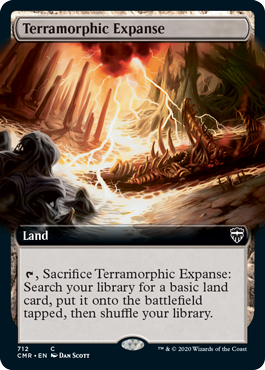 Terramorphic Expanse
Land
, Sacrifice Terramorphic Expanse:
Search your library for a basic land
card, put it onto the battlefield
tapped, then shuffle your library.
712 C
CMR • EN Dan Scott
™ & © 2020 Wizards of the Coast